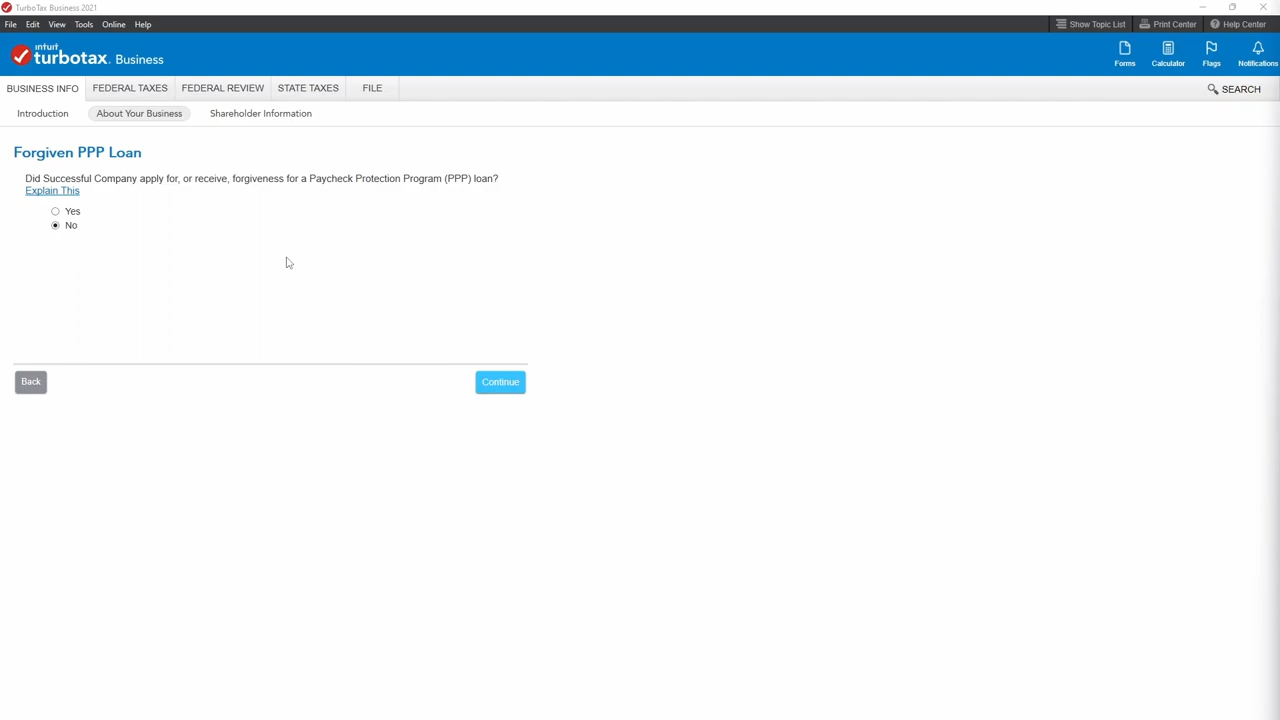 TurboTax Business 2021
File Edit View Tools Online Help
Show Topic List Print Center Help Center
intuit
turbotax. Business
Forms Calculator Flags Notifications
BUSINESS INFO FEDERAL TAXES FEDERAL REVIEW STATE TAXES FILE
SEARCH
Introduction About Your Business Shareholder Information
Forgiven PPP Loan
Did Successful Company apply for, or receive, forgiveness for a Paycheck Protection Program (PPP) loan?
Explain This
Yes
No
Back Continue